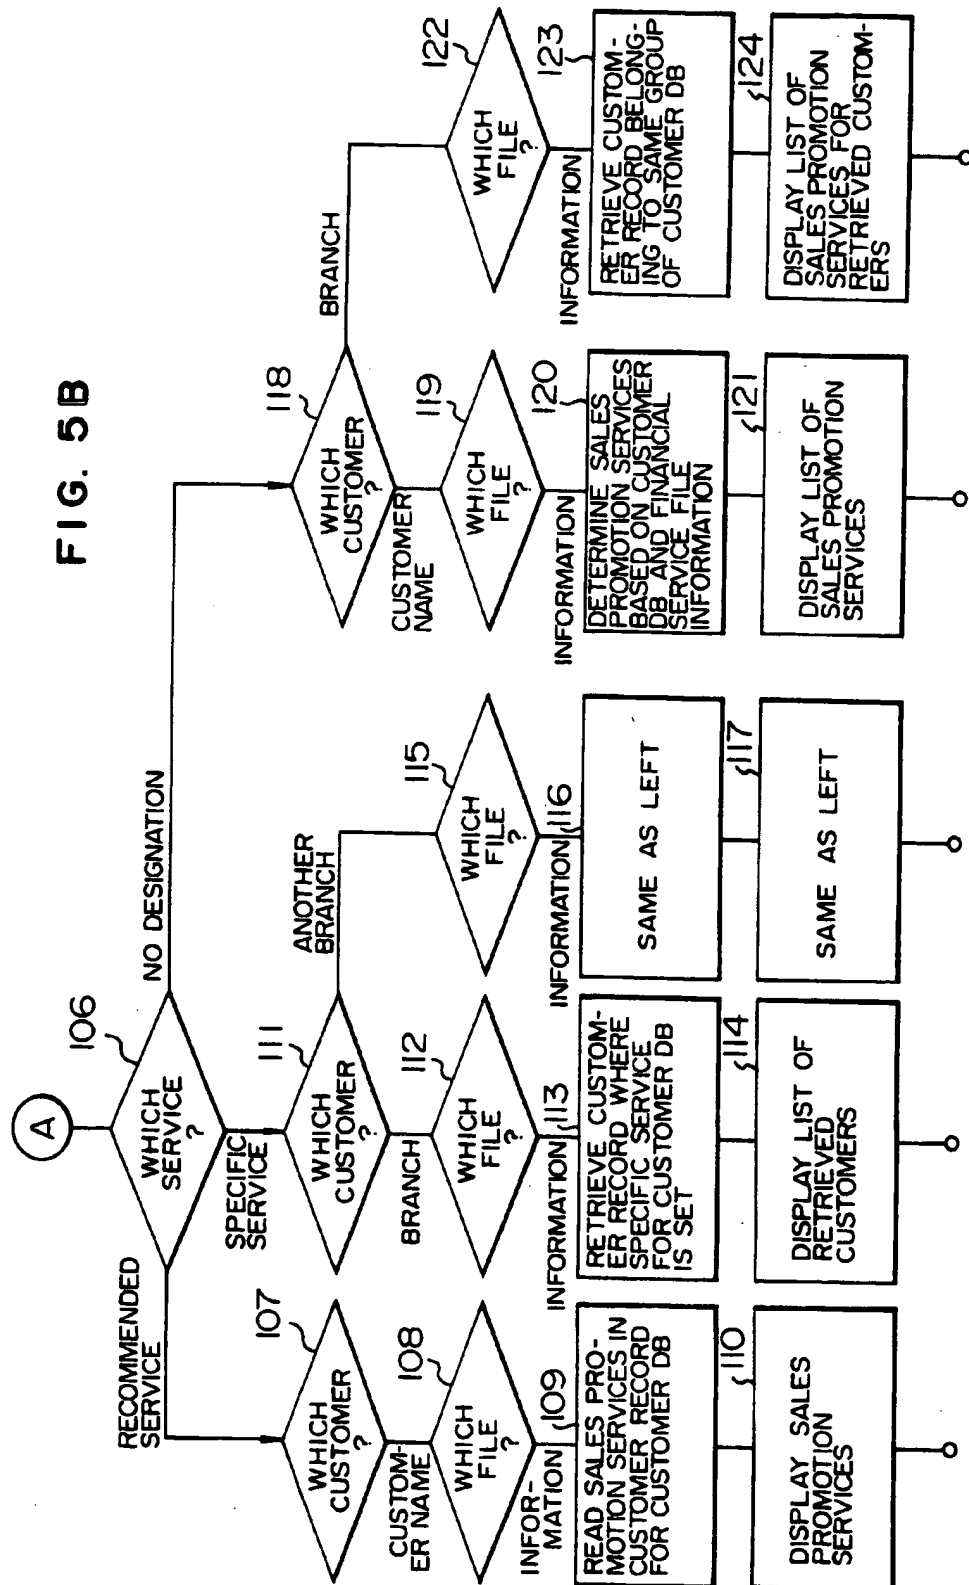 FIG. 5B
A
106
WHICH
SERVICE
?
RECOMMENDED
SERVICE
SPECIFIC
SERVICE
NO DESIGNATION
107
WHICH
CUSTOMER
?
CUSTOM-
ER NAME
108
WHICH
FILE
?
INFOR-
MATION
109
READ SALES PRO-
MOTION SERVICES IN
CUSTOMER RECORD
FOR CUSTOMER DB
110
DISPLAY SALES
PROMOTION
SERVICES
111
WHICH
CUSTOMER
?
BRANCH
ANOTHER
BRANCH
112
WHICH
FILE
?
INFORMATION
113
RETRIEVE CUSTOM-
ER RECORD WHERE
SPECIFIC SERVICE
FOR CUSTOMER DB
IS SET
114
DISPLAY LIST OF
RETRIEVED
CUSTOMERS
115
WHICH
FILE
?
INFORMATION
116
SAME AS LEFT
117
SAME AS LEFT
118
WHICH
CUSTOMER
?
CUSTOMER
NAME
BRANCH
119
WHICH
FILE
?
INFORMATION
120
DETERMINE SALES
PROMOTION SERVICES
BASED ON CUSTOMER
DB AND FINANCIAL
SERVICE FILE
INFORMATION
121
DISPLAY LIST OF
SALES PROMOTION
SERVICES
122
WHICH
FILE
?
INFORMATION
123
RETRIEVE CUSTOM-
ER RECORD BELONG-
ING TO SAME GROUP
OF CUSTOMER DB
124
DISPLAY LIST OF
SALES PROMOTION
SERVICES FOR
RETRIEVED CUSTOM-
ERS